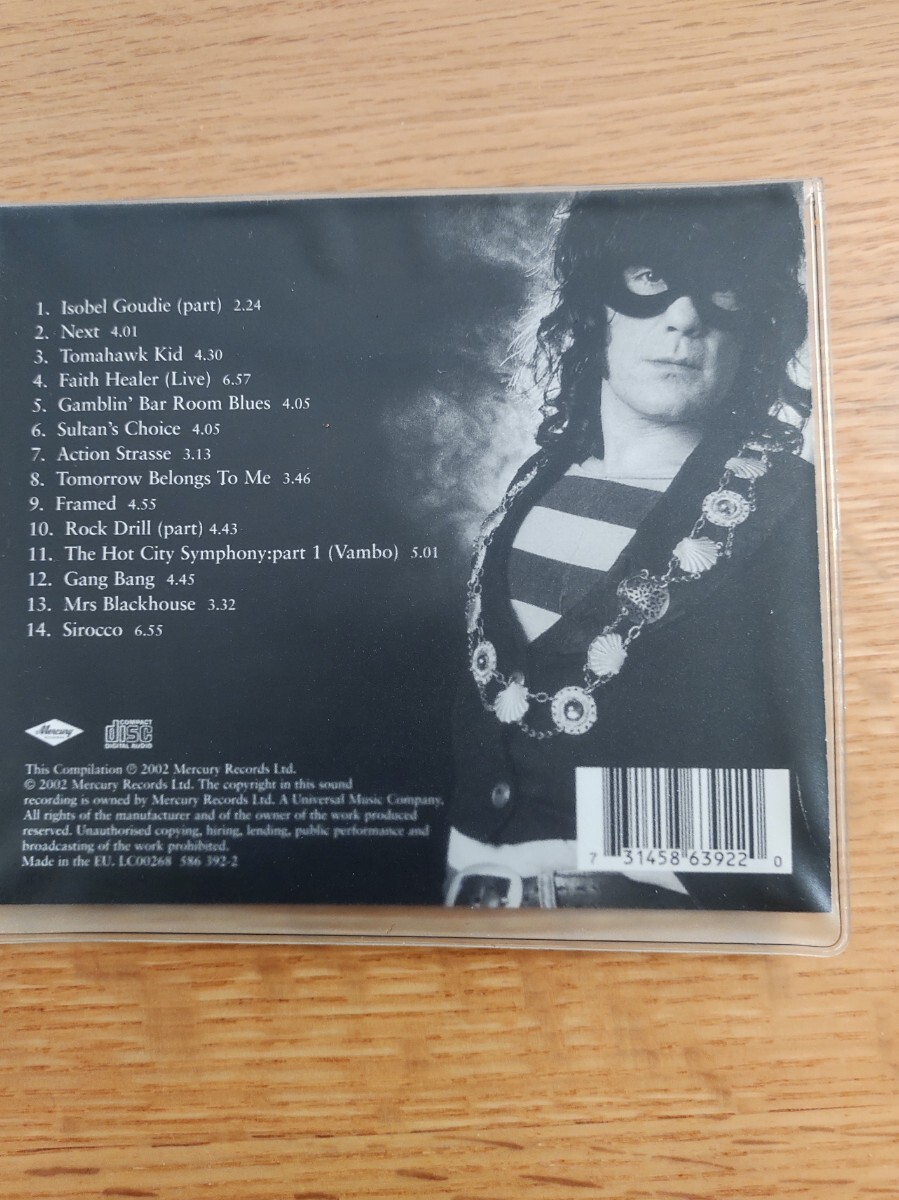 1. Isobel Goudie (part) 2.24
2. Next 4.01
3. Tomahawk Kid 4.30
4. Faith Healer (Live) 6.57
5. Gamblin' Bar Room Blues 4.05
6. Sultan's Choice 4.05
7. Action Strasse 3.13
8. Tomorrow Belongs To Me 3.46
9. Framed 4.55
10. Rock Drill (part) 4.43
11. The Hot City Symphony:part 1 (Vambo) 5.01
12. Gang Bang 4.45
13. Mrs Blackhouse 3.32
14. Sirocco 6.55
Mercury
COMPACT
disc
DIGITAL AUDIO
This Compilation ℗ 2002 Mercury Records Ltd.
© 2002 Mercury Records Ltd. The copyright in this sound
recording is owned by Mercury Records Ltd. A Universal Music Company.
All rights of the manufacturer and of the owner of the work produced
reserved. Unauthorised copying, hiring, lending, public performance and
broadcasting of the work prohibited.
Made in the EU. LC00268 586 392-2
7 31458 63922 0